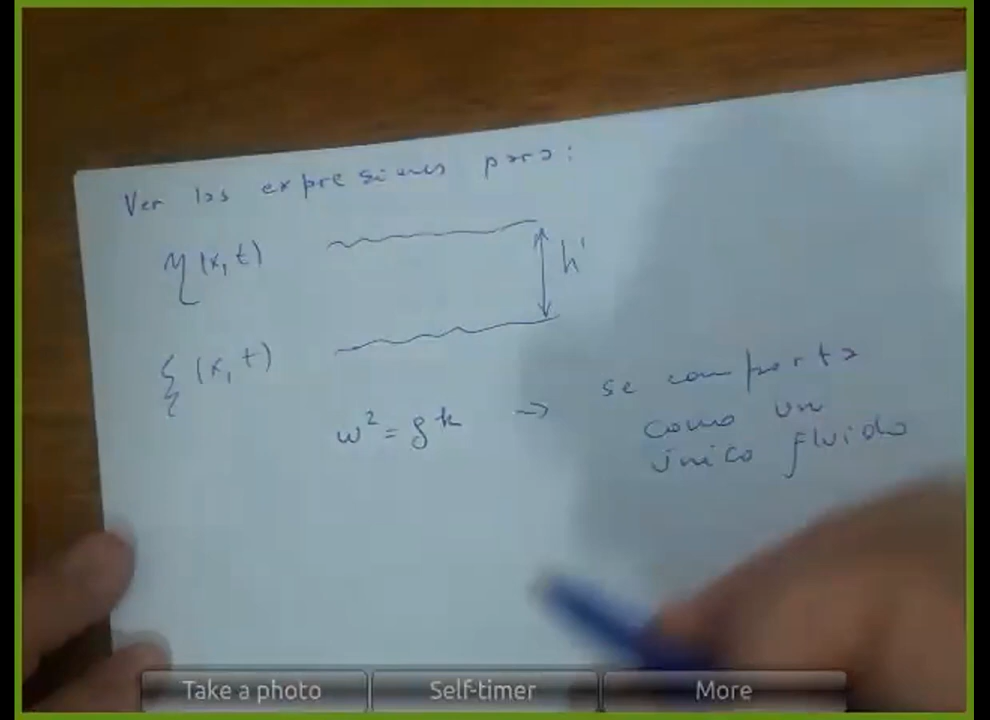 Ver las expresiones para:
η(x,t)
h'
ξ(x,t)
ω² = gk → se comporta
como un
único fluido
Take a photo Self-timer More